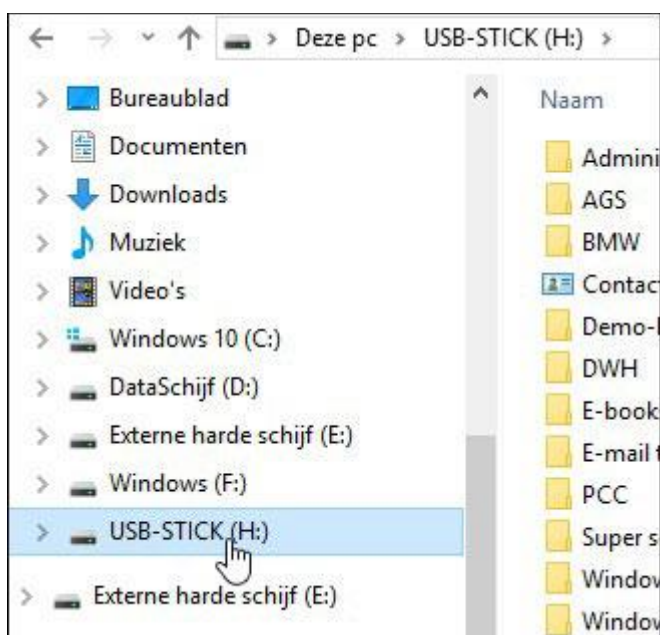 Deze pc > USB-STICK (H:) >
Bureaublad
Documenten
Downloads
Muziek
Video's
Windows 10 (C:)
DataSchijf (D:)
Externe harde schijf (E:)
Windows (F:)
USB-STICK (H:)
Externe harde schijf (E:)
Naam
Admini
AGS
BMW
Contact
Demo-
DWH
E-book
E-mail t
PCC
Super s
Window
Window